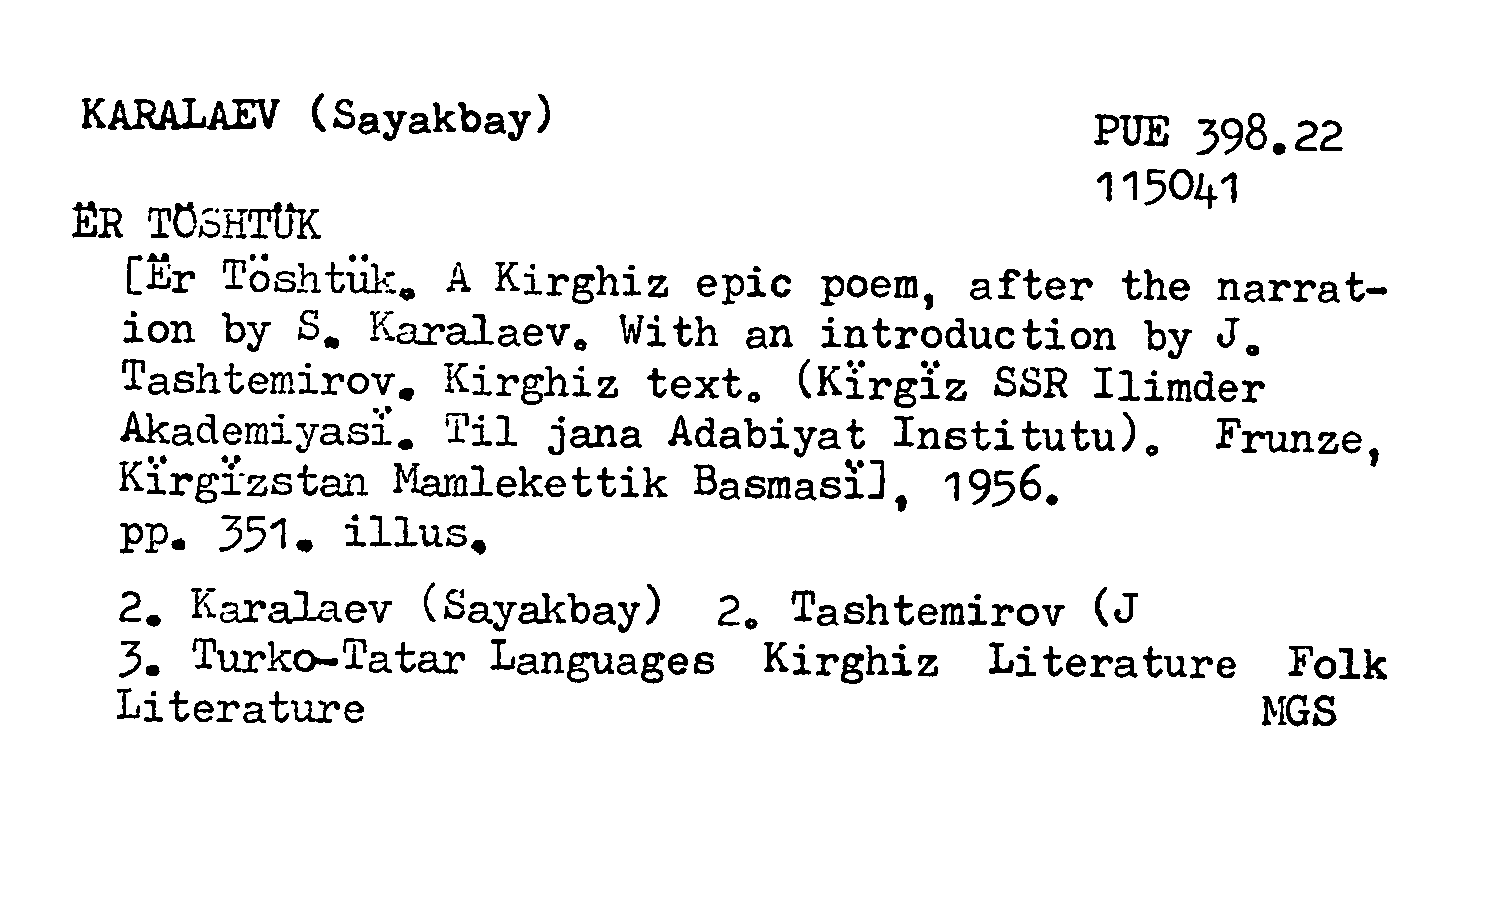 KARALAEV (Sayakbay)
PUE 398.22
115041
ËR TÖSHTÜK
[Ër Töshtük. A Kirghiz epic poem, after the narrat-
ion by S. Karalaev. With an introduction by J.
Tashtemirov. Kirghiz text. (Kïrgïz SSR Ilimder
Akademiyasï. Til jana Adabiyat Institutu). Frunze,
Kïrgïzstan Mamlekettik Basmasï], 1956.
pp. 351. illus.
2. Karalaev (Sayakbay) 2. Tashtemirov (J
3. Turko-Tatar Languages Kirghiz Literature Folk
Literature MGS